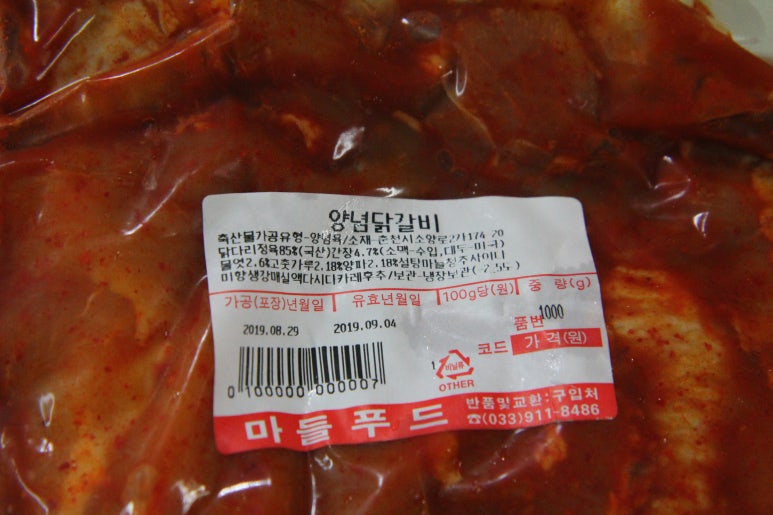 양념닭갈비
축산물가공유형-양념육/소재-춘천시소양로2가174-20
닭다리정육85%(국산)간장4.7%(소맥-수입,대두-미국)
물엿2.6%고춧가루2.18%양파2.18%설탕마늘청주사이다
미향생강매실액다시다카레후추/보관-냉장보관(-2.5도)
가공(포장)년월일 유효년월일 100g당(원) 중 량(g)
2019.08.29 2019.09.04 1000
품번
코드 가 격(원)
1 비닐류
OTHER
0 100000 000007
마들푸드 반품및교환:구입처
☎(033)911-8486